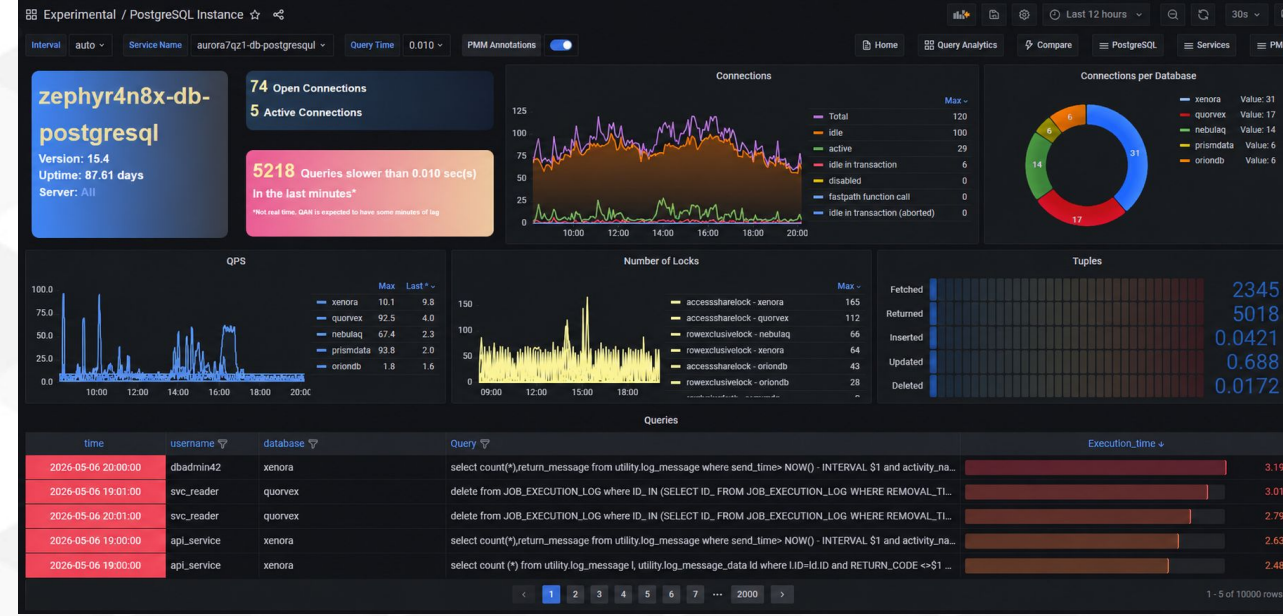 Experimental / PostgreSQL Instance
Last 12 hours
30s
Interval auto Service Name aurora7qz1-db-postgresqul Query Time 0.010 PMM Annotations
Home Query Analytics Compare PostgreSQL Services PM
zephyr4n8x-db-
postgresql
Version: 15.4
Uptime: 87.61 days
Server: All
74 Open Connections
5 Active Connections
5218 Queries slower than 0.010 sec(s)
In the last minutes*
*Not real time. QAN is expected to have some minutes of lag
Connections
125
100
75
50
25
0
10:00 12:00 14:00 16:00 18:00 20:00
Max
Total 120
idle 100
active 29
idle in transaction 6
disabled 0
fastpath function call 0
idle in transaction (aborted) 0
Connections per Database
31
17
14
6
6
xenora Value: 31
quorvex Value: 17
nebulaq Value: 14
prismdata Value: 6
oriondb Value: 6
QPS
100.0
75.0
50.0
25.0
0.0
10:00 12:00 14:00 16:00 18:00 20:00
Max Last *
xenora 10.1 9.8
quorvex 92.5 4.0
nebulaq 67.4 2.3
prismdata 93.8 2.0
oriondb 1.8 1.6
Number of Locks
150
100
50
0
09:00 12:00 15:00 18:00
Max
accesssharelock - xenora 165
accesssharelock - quorvex 112
rowexclusivelock - nebulaq 66
rowexclusivelock - xenora 64
accesssharelock - oriondb 43
rowexclusivelock - oriondb 28
Tuples
Fetched 2345
Returned 5018
Inserted 0.0421
Updated 0.688
Deleted 0.0172
Queries
time username database Query Execution_time
2026-05-06 20:00:00 dbadmin42 xenora select count(*),return_message from utility.log_message where send_time> NOW() - INTERVAL $1 and activity_na... 3.19
2026-05-06 19:01:00 svc_reader quorvex delete from JOB_EXECUTION_LOG where ID_ IN (SELECT ID_ FROM JOB_EXECUTION_LOG WHERE REMOVAL_TI... 3.01
2026-05-06 20:01:00 svc_reader quorvex delete from JOB_EXECUTION_LOG where ID_ IN (SELECT ID_ FROM JOB_EXECUTION_LOG WHERE REMOVAL_TI... 2.79
2026-05-06 19:00:00 api_service xenora select count(*),return_message from utility.log_message where send_time> NOW() - INTERVAL $1 and activity_na... 2.63
2026-05-06 19:00:00 api_service xenora select count (*) from utility.log_message l, utility.log_message_data ld where l.ID=ld.ID and RETURN_CODE <>$1 ... 2.48
1 2 3 4 5 6 7 ... 2000
1 - 5 of 10000 rows